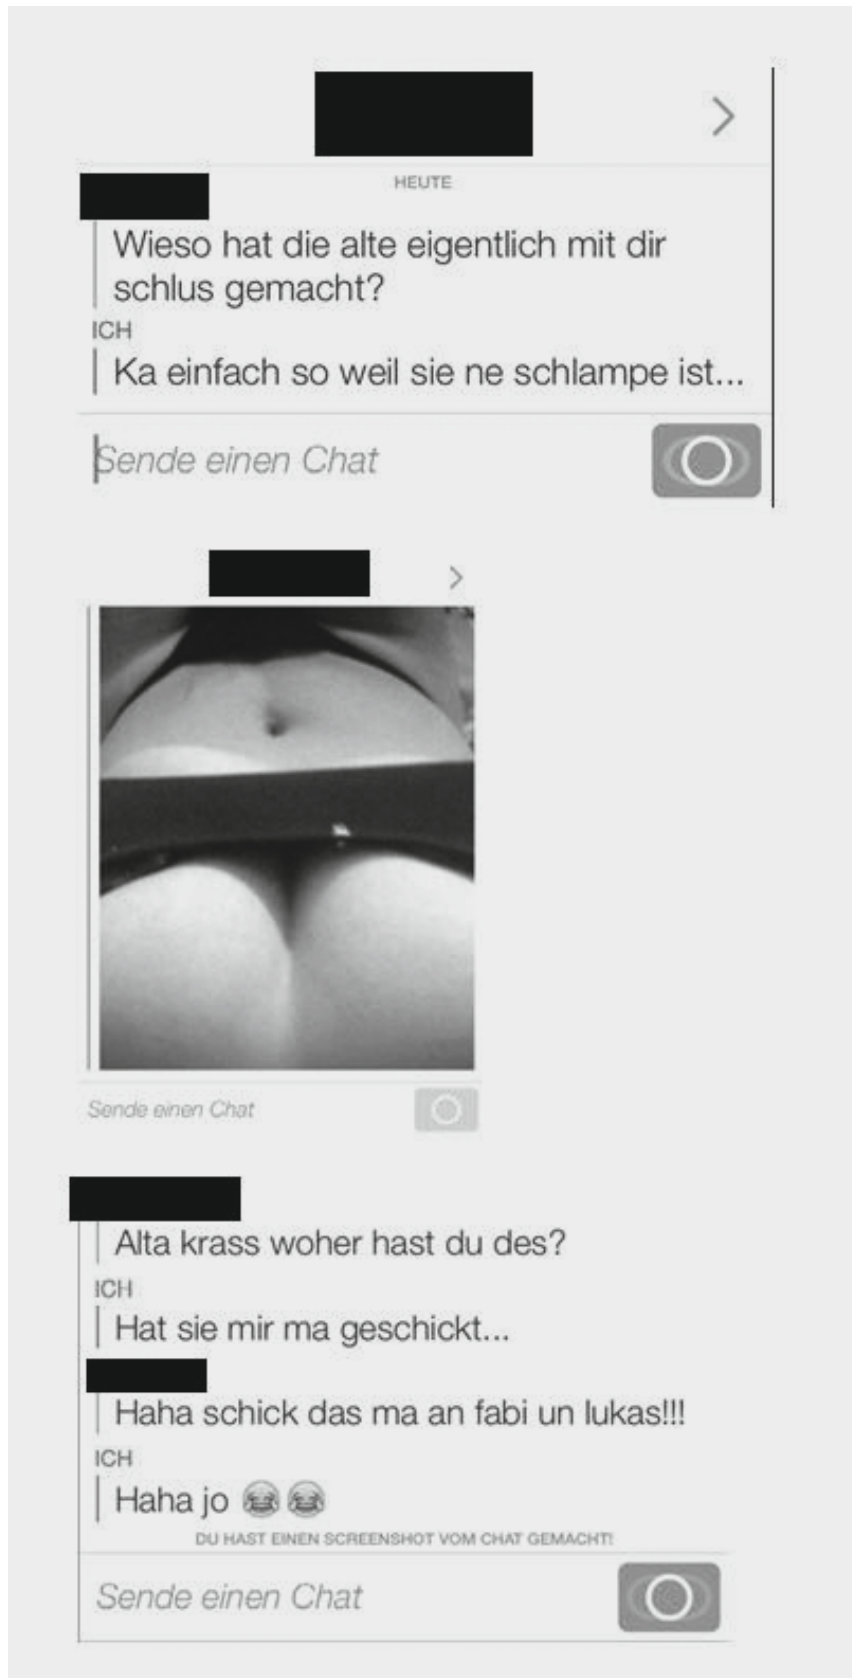 HEUTE
Wieso hat die alte eigentlich mit dir
schlus gemacht?
ICH
Ka einfach so weil sie ne schlampe ist...
Sende einen Chat
Sende einen Chat
Alta krass woher hast du des?
ICH
Hat sie mir ma geschickt...
Haha schick das ma an fabi un lukas!!!
ICH
Haha jo 😂😂
DU HAST EINEN SCREENSHOT VOM CHAT GEMACHT!
Sende einen Chat